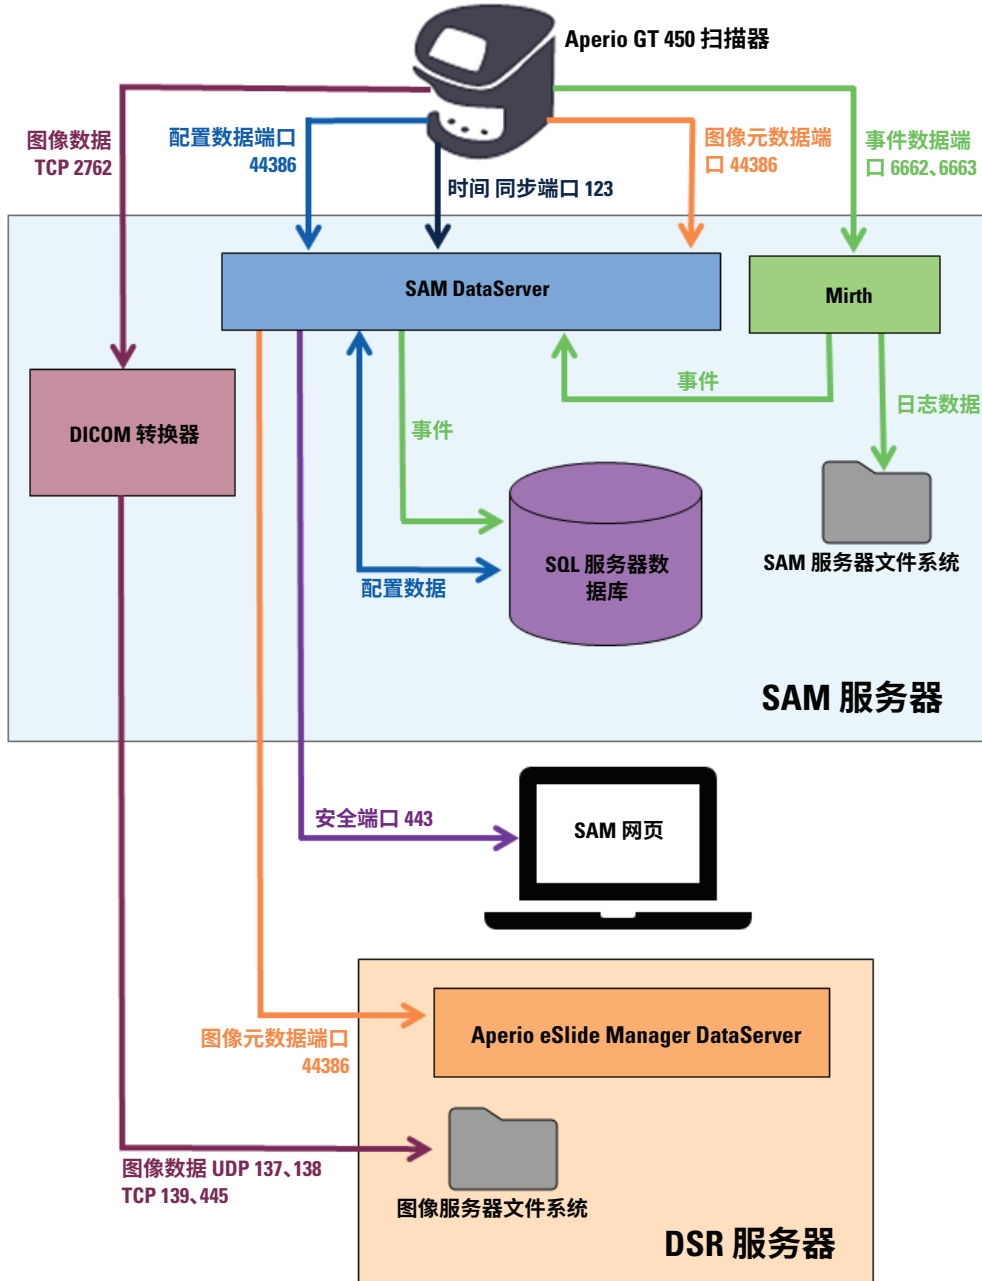 Aperio GT 450 扫描器
图像数据
TCP 2762
配置数据端口
44386
时间 同步端口 123
图像元数据端
口 44386
事件数据端
口 6662、6663
SAM DataServer
Mirth
DICOM 转换器
事件
事件
日志数据
SQL 服务器数
据库
SAM 服务器文件系统
配置数据
SAM 服务器
安全端口 443
SAM 网页
Aperio eSlide Manager DataServer
图像元数据端口
44386
图像数据 UDP 137、138
TCP 139、445
图像服务器文件系统
DSR 服务器